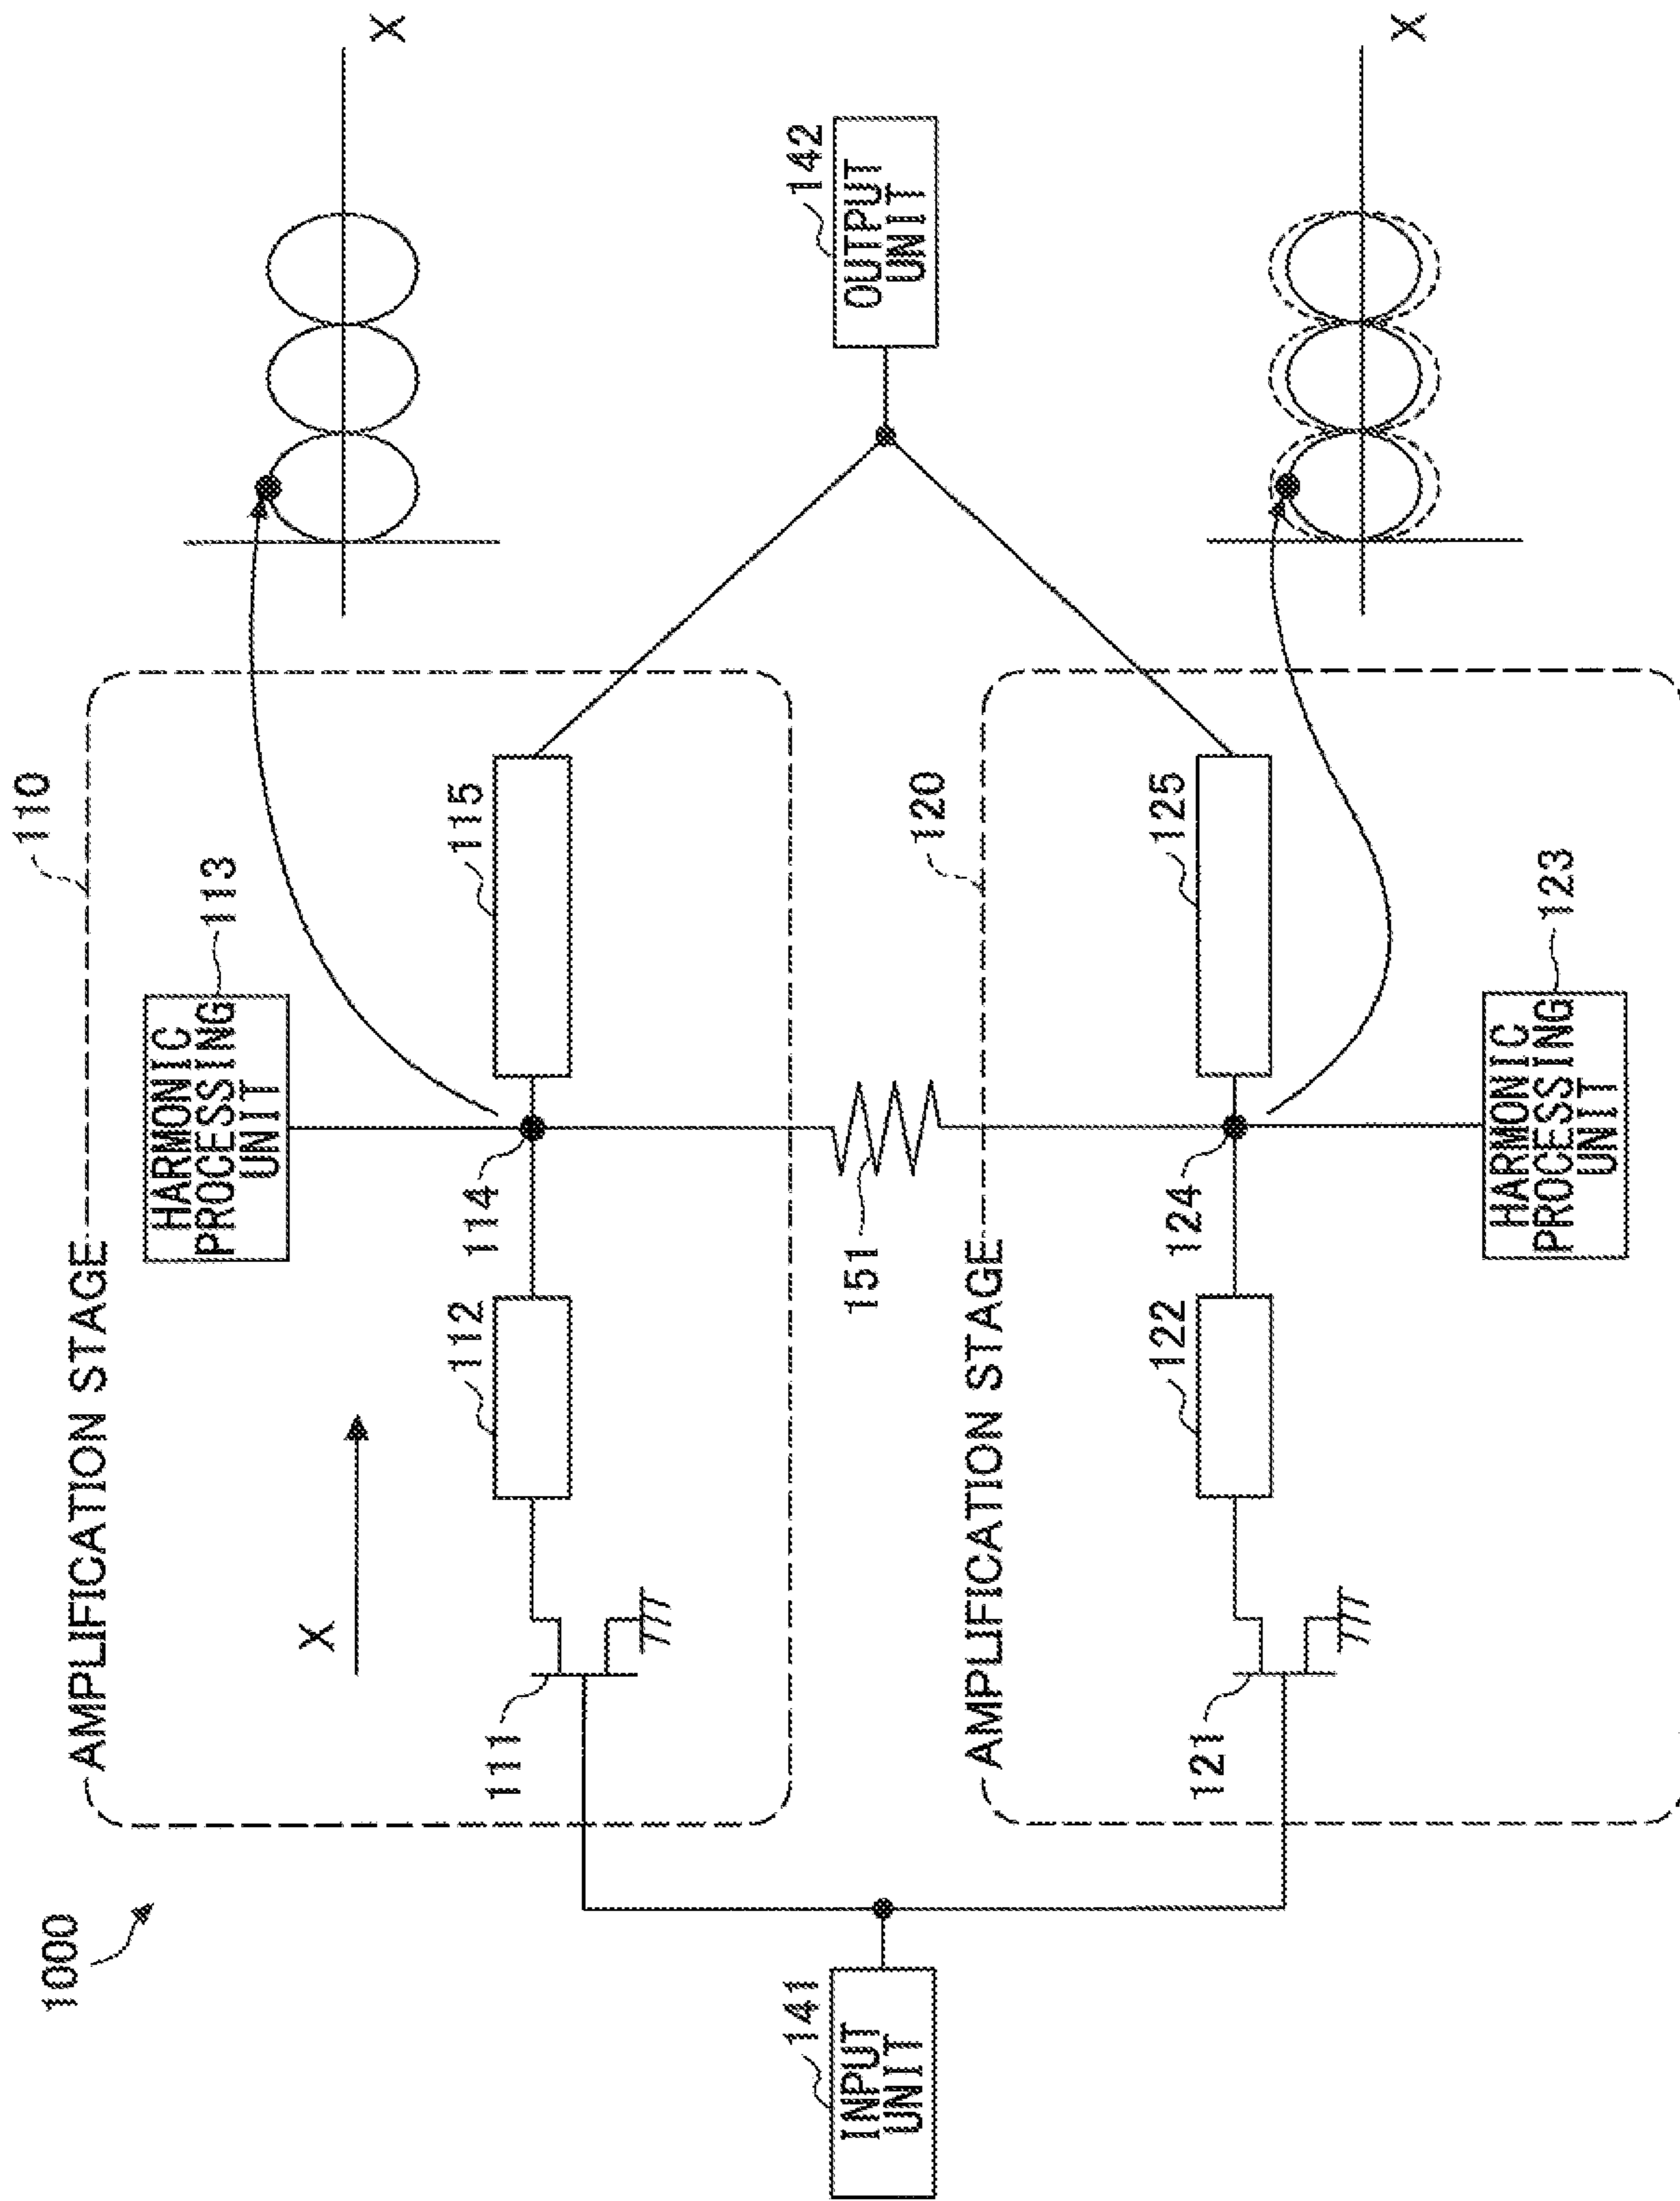 1000
110
AMPLIFICATION STAGE
HARMONIC
PROCESSING
UNIT
113
X
X
111
112
114
115
INPUT
UNIT
141
151
OUTPUT
UNIT
142
120
AMPLIFICATION STAGE
121
122
124
125
X
HARMONIC
PROCESSING
UNIT
123